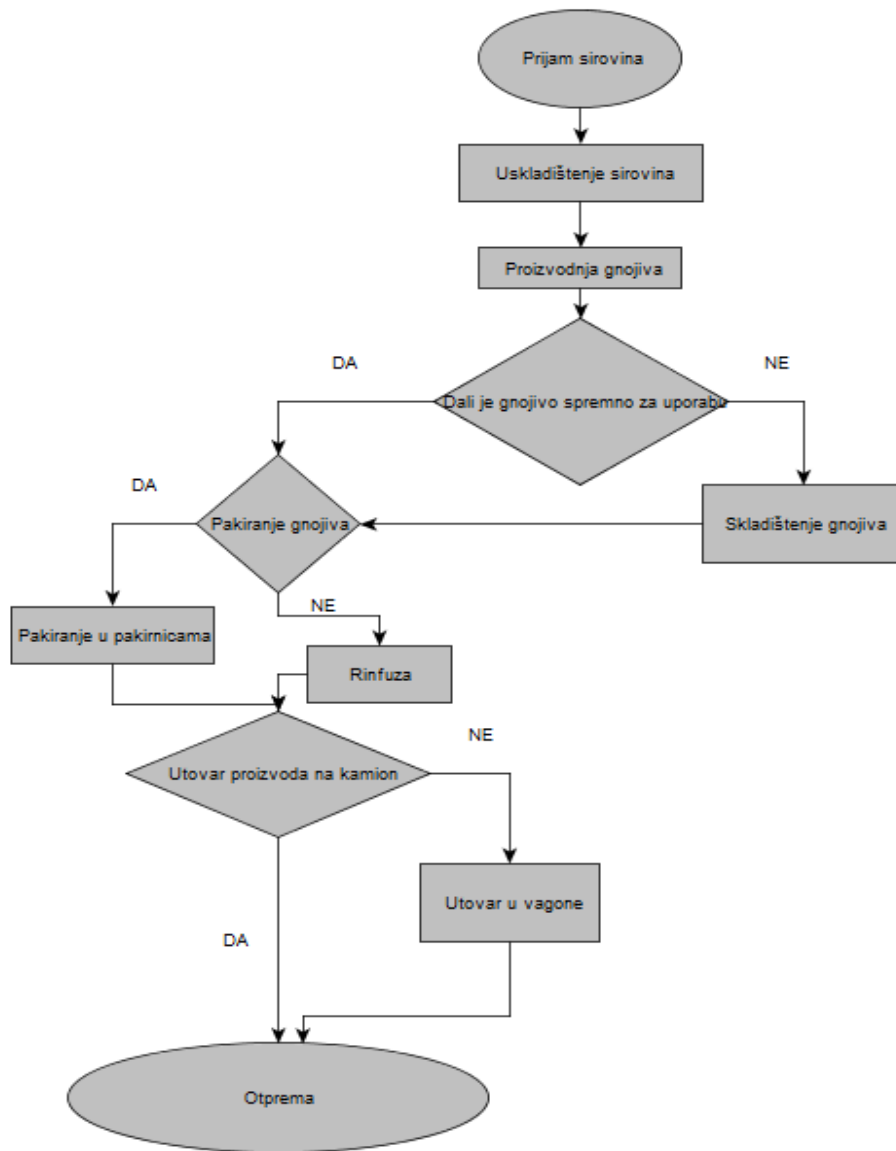 Prijam sirovina
Uskladištenje sirovina
Proizvodnja gnojiva
DA
NE
Dali je gnojivo spremno za uporabu
DA
Pakiranje gnojiva
Skladištenje gnojiva
NE
Pakiranje u pakirnicama
Rinfuza
NE
Utovar proizvoda na kamion
Utovar u vagone
DA
Otprema